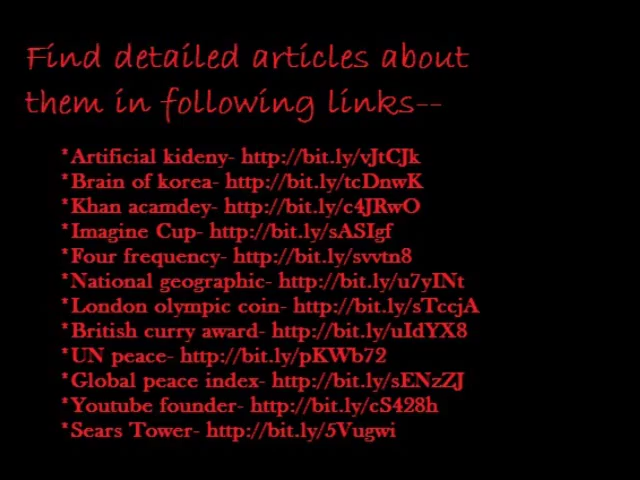 Find detailed articles about
them in following links--
*Artificial kideny- http://bit.ly/vJtCJk
*Brain of korea- http://bit.ly/tcDnwK
*Khan acamdey- http://bit.ly/c4JRwO
*Imagine Cup- http://bit.ly/sASIgf
*Four frequency- http://bit.ly/svvtn8
*National geographic- http://bit.ly/u7yINt
*London olympic coin- http://bit.ly/sTccjA
*British curry award- http://bit.ly/uIdYX8
*UN peace- http://bit.ly/pKWb72
*Global peace index- http://bit.ly/sENzZJ
*Youtube founder- http://bit.ly/cS428h
*Sears Tower- http://bit.ly/5Vugwi